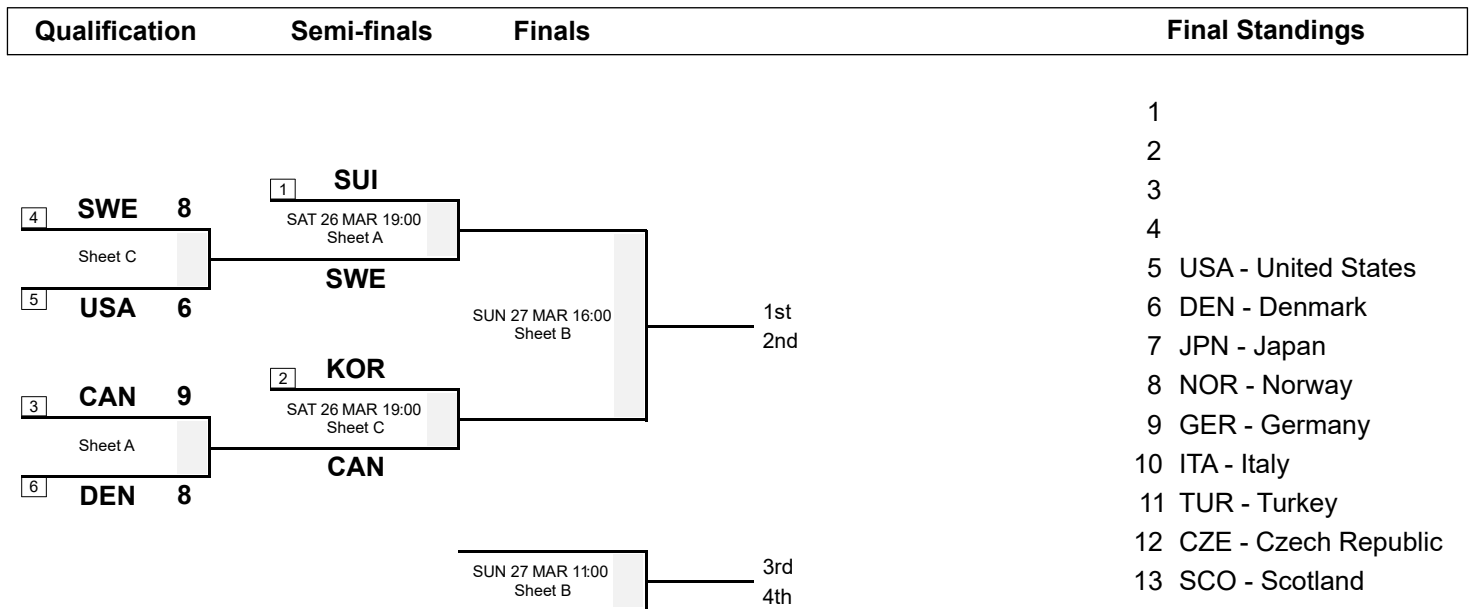 Qualification Semi-finals Finals Final Standings
4 SWE 8
Sheet C
5 USA 6
3 CAN 9
Sheet A
6 DEN 8
1 SUI
SAT 26 MAR 19:00
Sheet A
SWE
2 KOR
SAT 26 MAR 19:00
Sheet C
CAN
SUN 27 MAR 16:00
Sheet B
1st
2nd
SUN 27 MAR 11:00
Sheet B
3rd
4th
1
2
3
4
5 USA - United States
6 DEN - Denmark
7 JPN - Japan
8 NOR - Norway
9 GER - Germany
10 ITA - Italy
11 TUR - Turkey
12 CZE - Czech Republic
13 SCO - Scotland